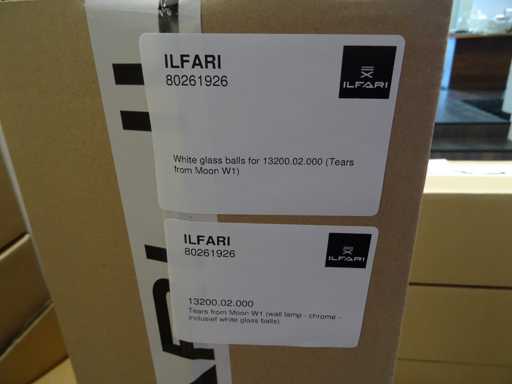 ILFARI
80261926
ILFARI
White glass balls for 13200.02.000 (Tears
from Moon W1)
ILFARI
80261926
ILFARI
13200.02.000
Tears from Moon W1 (wall lamp - chrome -
inclusief white glass balls)